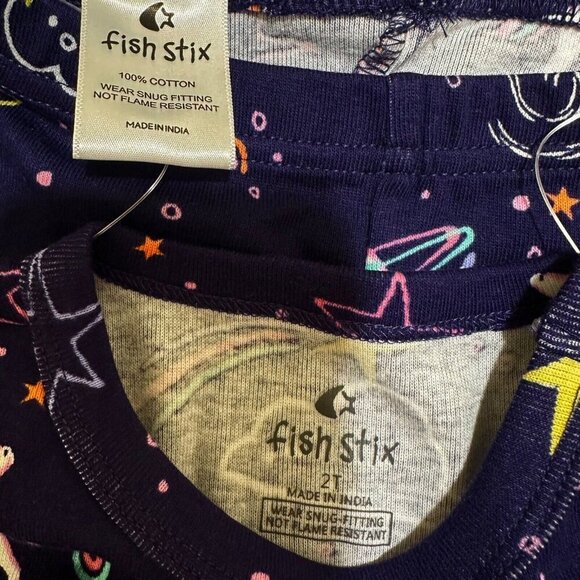 fish stix
100% COTTON
WEAR SNUG FITTING
NOT FLAME RESISTANT
MADE IN INDIA
fish stix
2T
MADE IN INDIA
WEAR SNUG-FITTING
NOT FLAME RESISTANT